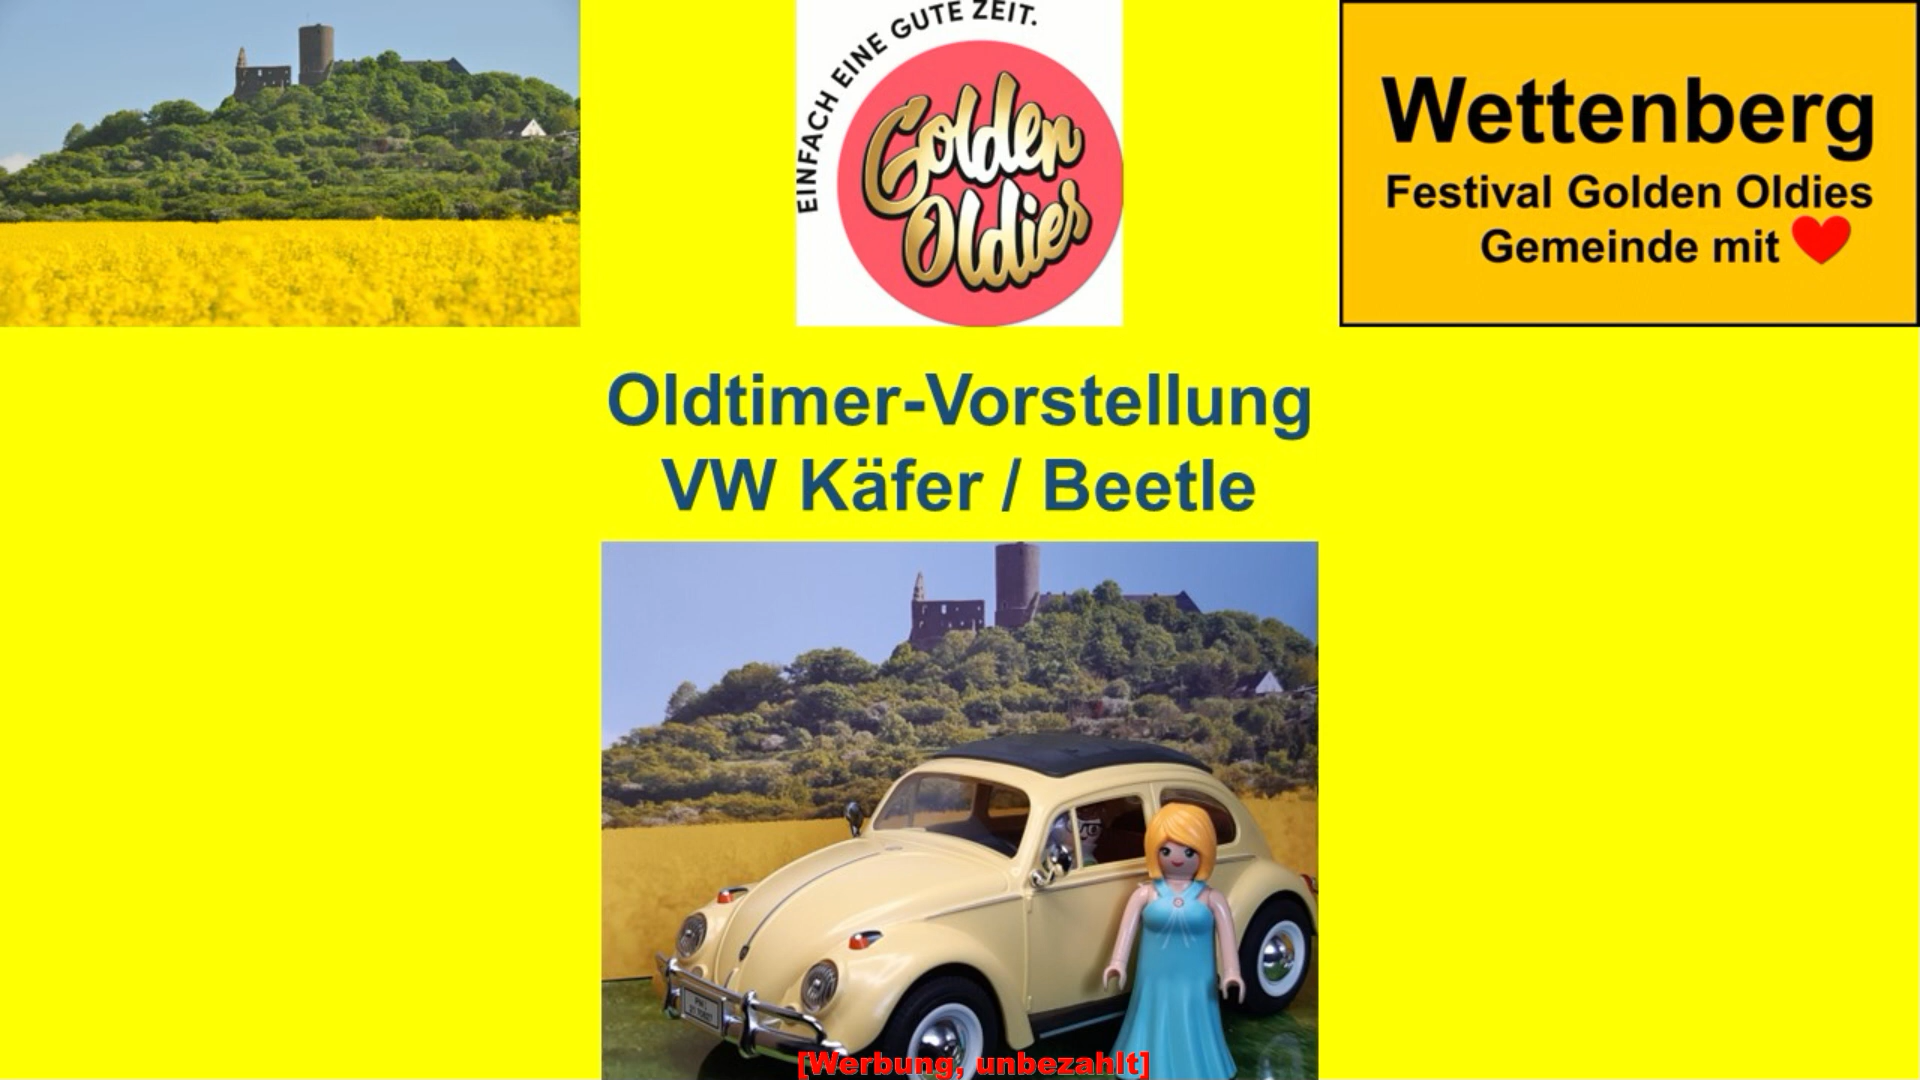 EINFACH EINE GUTE ZEIT.
Golden
Oldies
Wettenberg
Festival Golden Oldies
Gemeinde mit
Oldtimer-Vorstellung
VW Käfer / Beetle
[Werbung, unbezahlt]